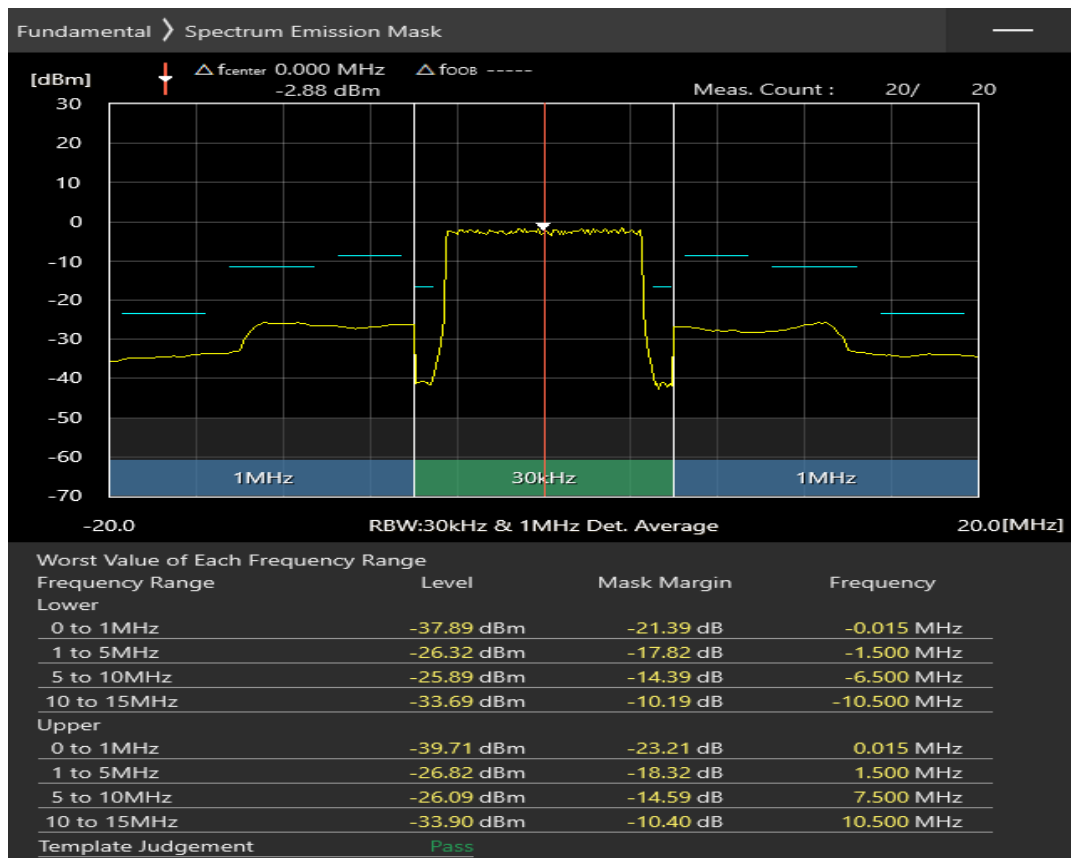 Fundamental ❯ Spectrum Emission Mask
[dBm] △ fcenter 0.000 MHz △ fOOB -----
-2.88 dBm Meas. Count : 20/ 20
30
20
10
0
-10
-20
-30
-40
-50
-60
-70
1MHz 30kHz 1MHz
-20.0 RBW:30kHz & 1MHz Det. Average 20.0[MHz]
Worst Value of Each Frequency Range
Frequency Range Level Mask Margin Frequency
Lower
0 to 1MHz -37.89 dBm -21.39 dB -0.015 MHz
1 to 5MHz -26.32 dBm -17.82 dB -1.500 MHz
5 to 10MHz -25.89 dBm -14.39 dB -6.500 MHz
10 to 15MHz -33.69 dBm -10.19 dB -10.500 MHz
Upper
0 to 1MHz -39.71 dBm -23.21 dB 0.015 MHz
1 to 5MHz -26.82 dBm -18.32 dB 1.500 MHz
5 to 10MHz -26.09 dBm -14.59 dB 7.500 MHz
10 to 15MHz -33.90 dBm -10.40 dB 10.500 MHz
Template Judgement Pass